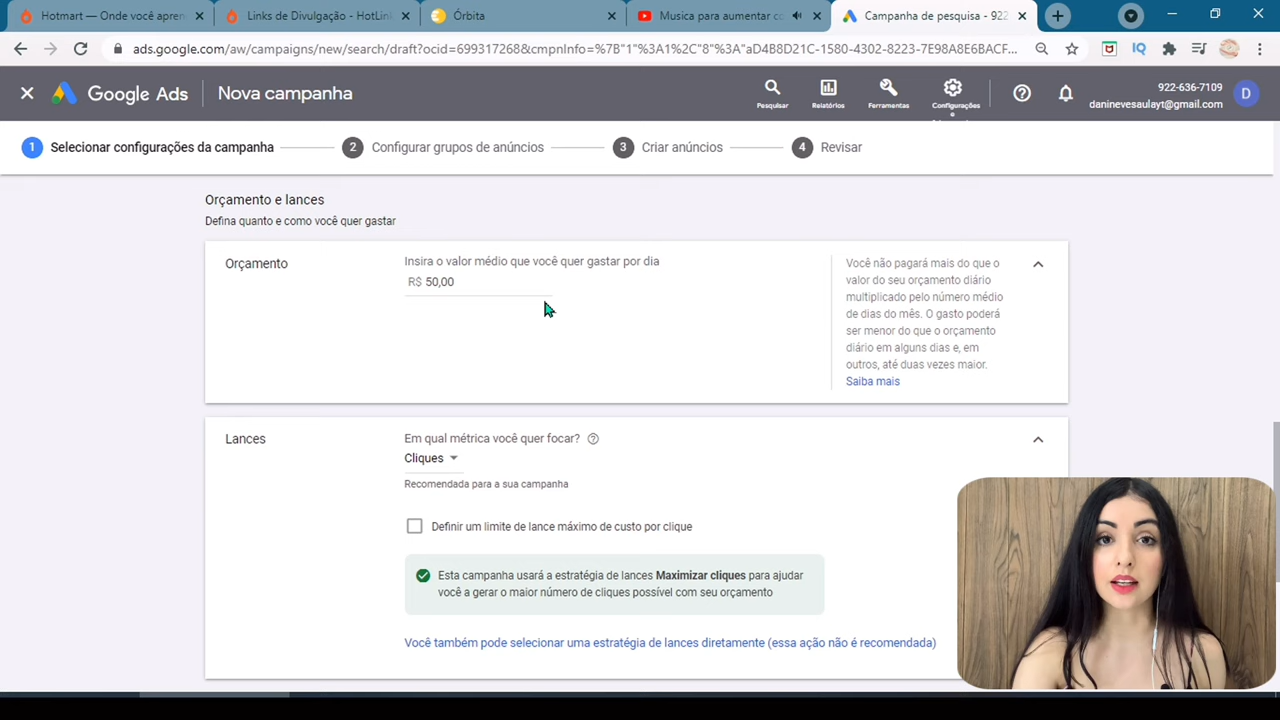 Hotmart — Onde você apren
Links de Divulgação - HotLink
Órbita
Musica para aumentar co
Campanha de pesquisa - 922
ads.google.com/aw/campaigns/new/search/draft?ocid=699317268&cmpnInfo=%7B"1"%3A1%2C"8"%3A"aD4B8D21C-1580-4302-8223-7E98A8E6BACF...
IQ
Google Ads
Nova campanha
Pesquisar
Relatórios
Ferramentas
Configurações
922-636-7109
daninevesaulayt@gmail.com
D
1 Selecionar configurações da campanha
2 Configurar grupos de anúncios
3 Criar anúncios
4 Revisar
Orçamento e lances
Defina quanto e como você quer gastar
Orçamento
Insira o valor médio que você quer gastar por dia
R$ 50,00
Você não pagará mais do que o
valor do seu orçamento diário
multiplicado pelo número médio
de dias do mês. O gasto poderá
ser menor do que o orçamento
diário em alguns dias e, em
outros, até duas vezes maior.
Saiba mais
Lances
Em qual métrica você quer focar?
Cliques
Recomendada para a sua campanha
Definir um limite de lance máximo de custo por clique
Esta campanha usará a estratégia de lances Maximizar cliques para ajudar
você a gerar o maior número de cliques possível com seu orçamento
Você também pode selecionar uma estratégia de lances diretamente (essa ação não é recomendada)